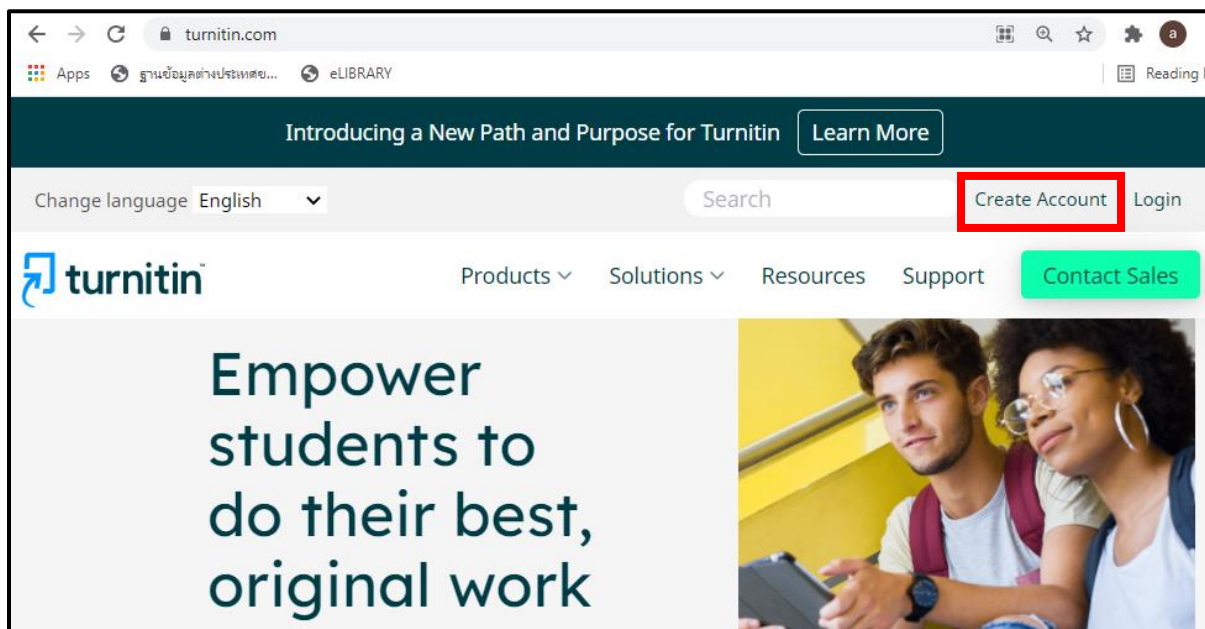 turnitin.com
a
Apps ฐานข้อมูลต่างประเทศข... eLIBRARY Reading
Introducing a New Path and Purpose for Turnitin Learn More
Change language English Search Create Account Login
turnitin™ Products Solutions Resources Support Contact Sales
Empower
students to
do their best,
original work